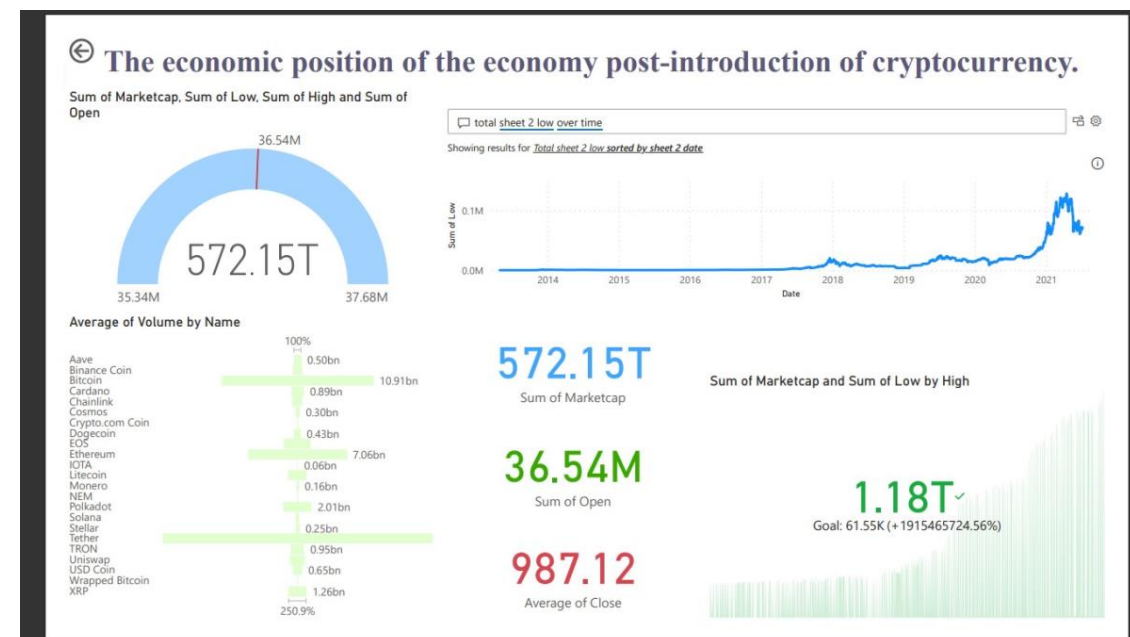 The economic position of the economy post-introduction of cryptocurrency.
Sum of Marketcap, Sum of Low, Sum of High and Sum of
Open
36.54M
572.15T
35.34M
37.68M
total sheet 2 low over time
Showing results for Total sheet 2 low sorted by sheet 2 date
Sum of Low
0.1M
0.0M
2014 2015 2016 2017 2018 2019 2020 2021
Date
Average of Volume by Name
100%
Aave 0.50bn
Binance Coin
Bitcoin 10.91bn
Cardano 0.89bn
Chainlink
Cosmos 0.30bn
Crypto.com Coin
Dogecoin 0.43bn
EOS
Ethereum 7.06bn
IOTA 0.06bn
Litecoin
Monero 0.16bn
NEM
Polkadot 2.01bn
Solana
Stellar 0.25bn
Tether
TRON 0.95bn
Uniswap
USD Coin 0.65bn
Wrapped Bitcoin
XRP 1.26bn
250.9%
572.15T
Sum of Marketcap
36.54M
Sum of Open
987.12
Average of Close
Sum of Marketcap and Sum of Low by High
1.18T
Goal: 61.55K (+1915465724.56%)